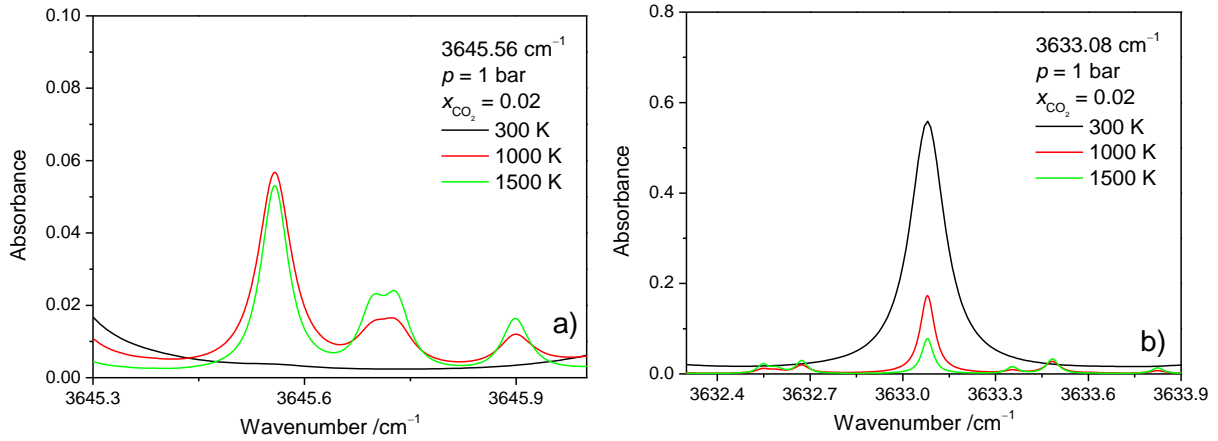 0.10
0.08
0.06
0.04
0.02
0.00
Absorbance
3645.3
3645.6
3645.9
Wavenumber /cm⁻¹
3645.56 cm⁻¹
p = 1 bar
x_CO₂ = 0.02
300 K
1000 K
1500 K
a)
0.8
0.6
0.4
0.2
0.0
Absorbance
3632.4
3632.7
3633.0
3633.3
3633.6
3633.9
Wavenumber /cm⁻¹
3633.08 cm⁻¹
p = 1 bar
x_CO₂ = 0.02
300 K
1000 K
1500 K
b)